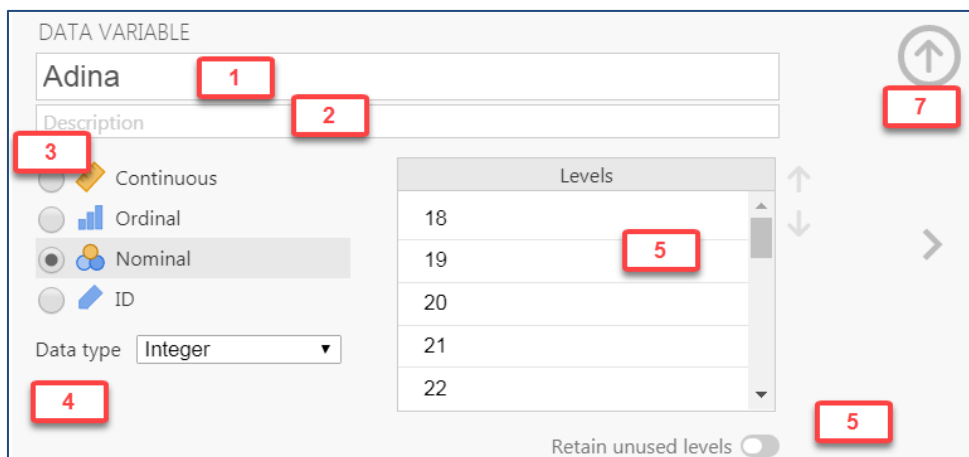 DATA VARIABLE
Adina
1
Description
2
7
3
Continuous
Ordinal
Nominal
ID
Data type Integer
4
Levels
18
19
5
20
21
22
Retain unused levels
5